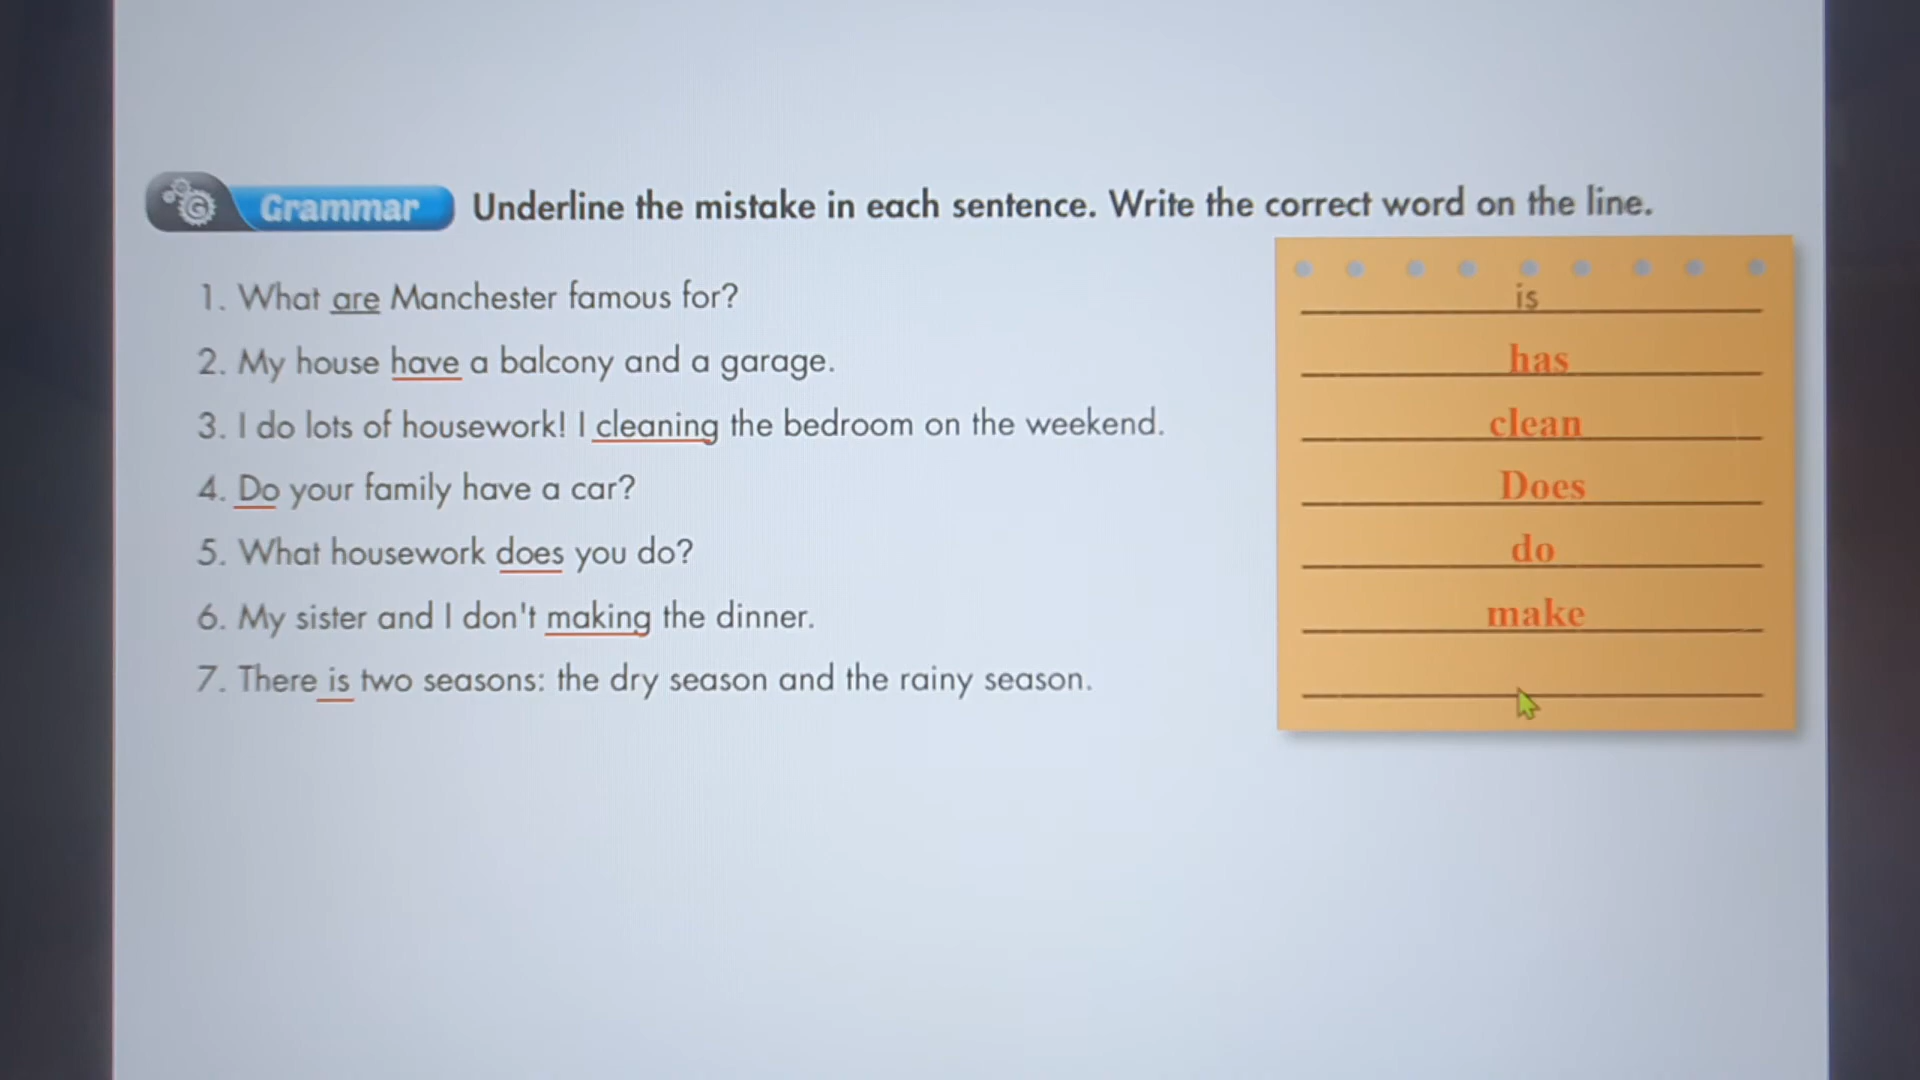 Grammar Underline the mistake in each sentence. Write the correct word on the line.
1. What are Manchester famous for? is
2. My house have a balcony and a garage. has
3. I do lots of housework! I cleaning the bedroom on the weekend. clean
4. Do your family have a car? Does
5. What housework does you do? do
6. My sister and I don't making the dinner. make
7. There is two seasons: the dry season and the rainy season.